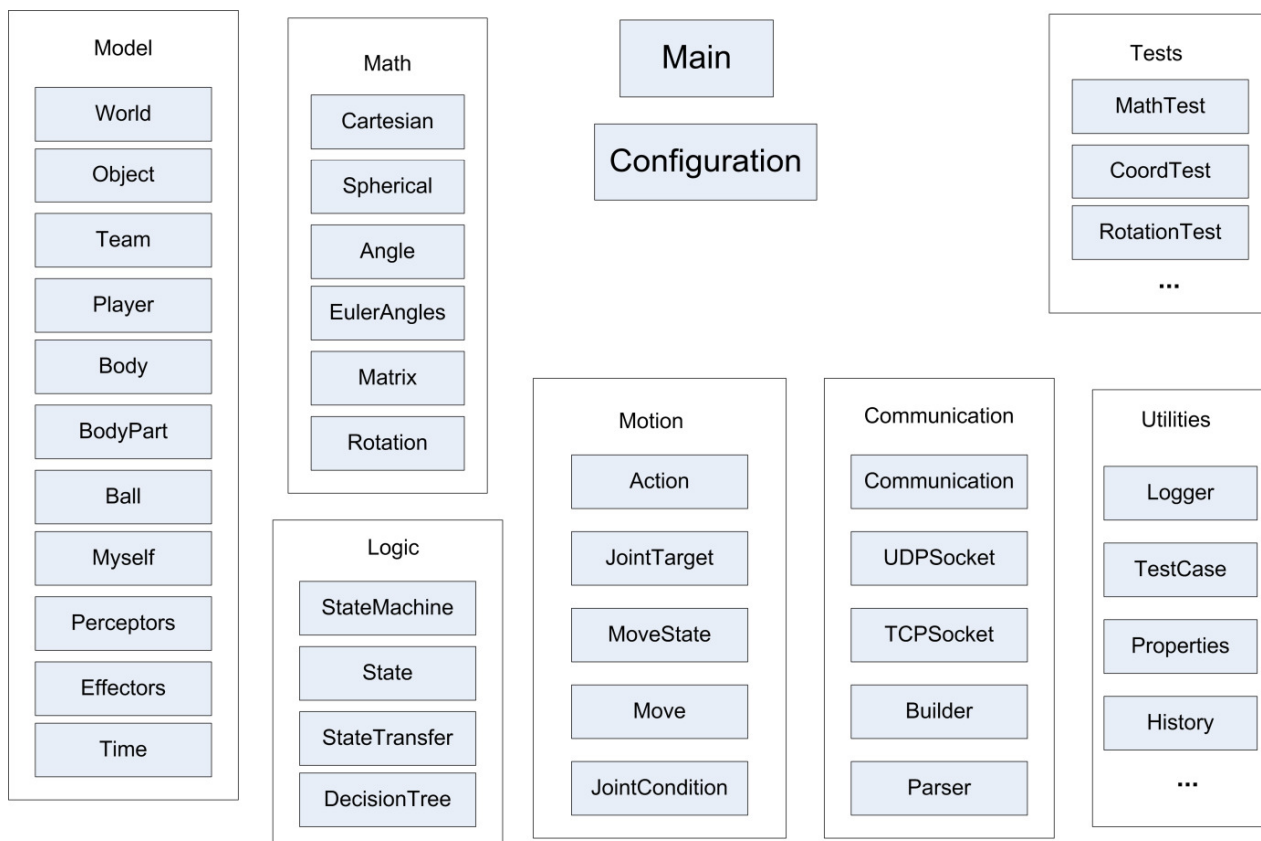 Model
World
Object
Team
Player
Body
BodyPart
Ball
Myself
Perceptors
Effectors
Time
Math
Cartesian
Spherical
Angle
EulerAngles
Matrix
Rotation
Logic
StateMachine
State
StateTransfer
DecisionTree
Main
Configuration
Motion
Action
JointTarget
MoveState
Move
JointCondition
Communication
Communication
UDPSocket
TCPSocket
Builder
Parser
Tests
MathTest
CoordTest
RotationTest
...
Utilities
Logger
TestCase
Properties
History
...